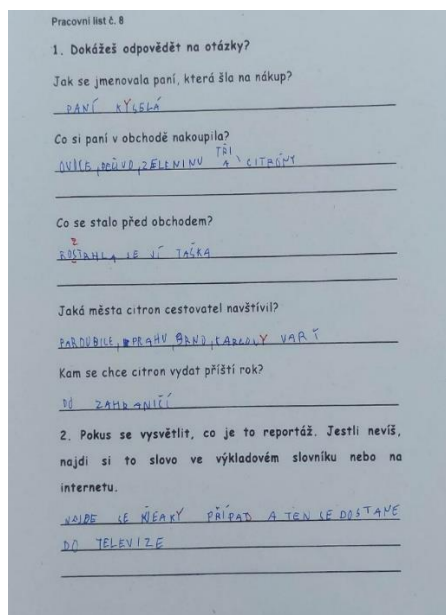 Pracovní list č. 8
1. Dokážeš odpovědět na otázky?
Jak se jmenovala paní, která šla na nákup?
PANÍ KYSELÁ
Co si paní v obchodě nakoupila?
TŘI
OVOCE, PEČIVO, ZELENINU A CITRÓNY
Co se stalo před obchodem?
Z
ROSTRHLA SE JÍ TAŠKA
Jaká města citron cestovatel navštívil?
PARDUBICE, PRAHU, BRNO, KARLOVY VARY
Kam se chce citron vydat příští rok?
DO ZAHRANIČÍ
2. Pokus se vysvětlit, co je to reportáž. Jestli nevíš,
najdi si to slovo ve výkladovém slovníku nebo na
internetu.
SE PŘÍPAD A TEN SE DOSTANE
DO TELEVIZE